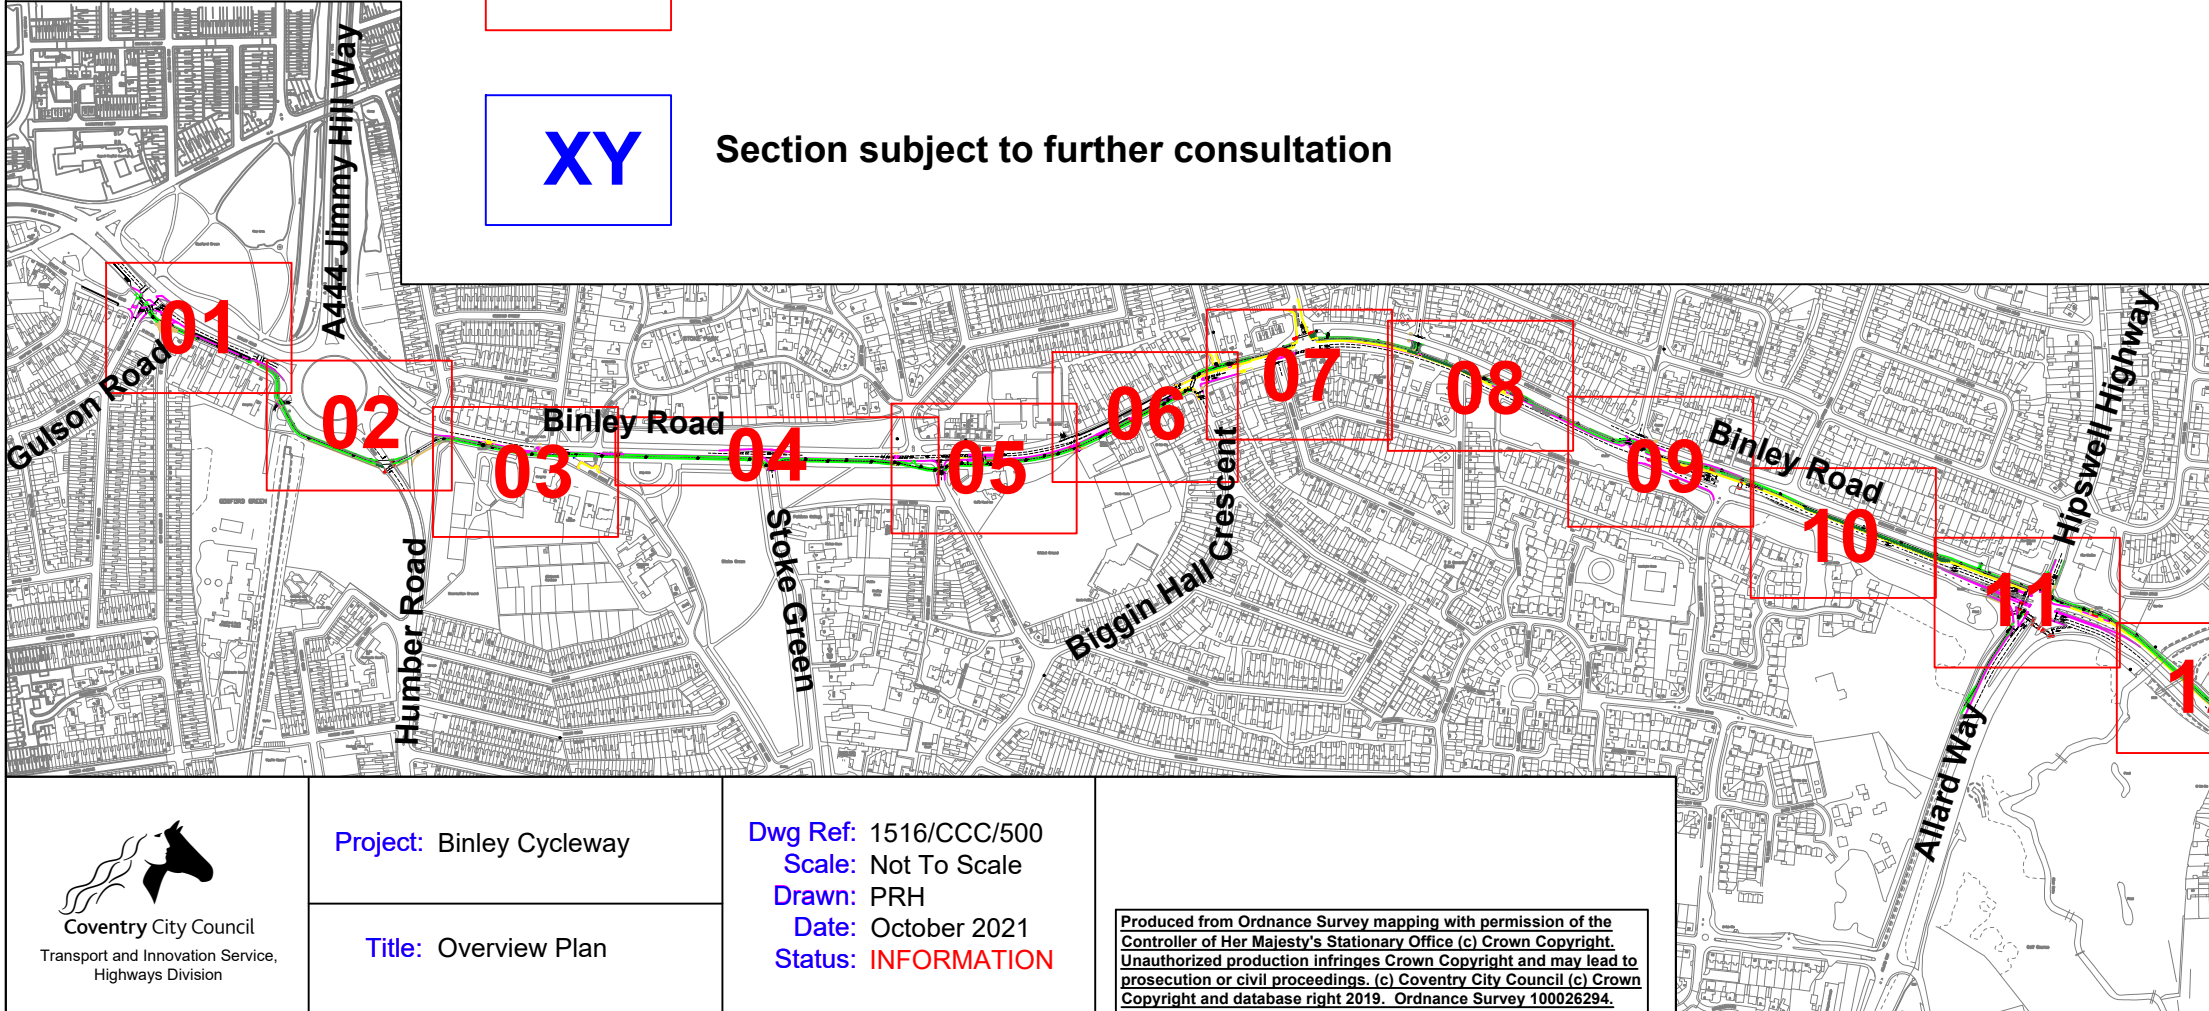 XY
Section subject to further consultation
A444 Jimmy Hill Way
01
Gulson Road
02
Humber Road
03
Binley Road
04
Stoke Green
05
06
Biggin Hall Crescent
07
08
09
Binley Road
10
Hipswell Highway
11
Allard Way
1
Coventry City Council
Transport and Innovation Service,
Highways Division
Project: Binley Cycleway
Title: Overview Plan
Dwg Ref: 1516/CCC/500
Scale: Not To Scale
Drawn: PRH
Date: October 2021
Status: INFORMATION
Produced from Ordnance Survey mapping with permission of the
Controller of Her Majesty's Stationary Office (c) Crown Copyright.
Unauthorized production infringes Crown Copyright and may lead to
prosecution or civil proceedings. (c) Coventry City Council (c) Crown
Copyright and database right 2019. Ordnance Survey 100026294.